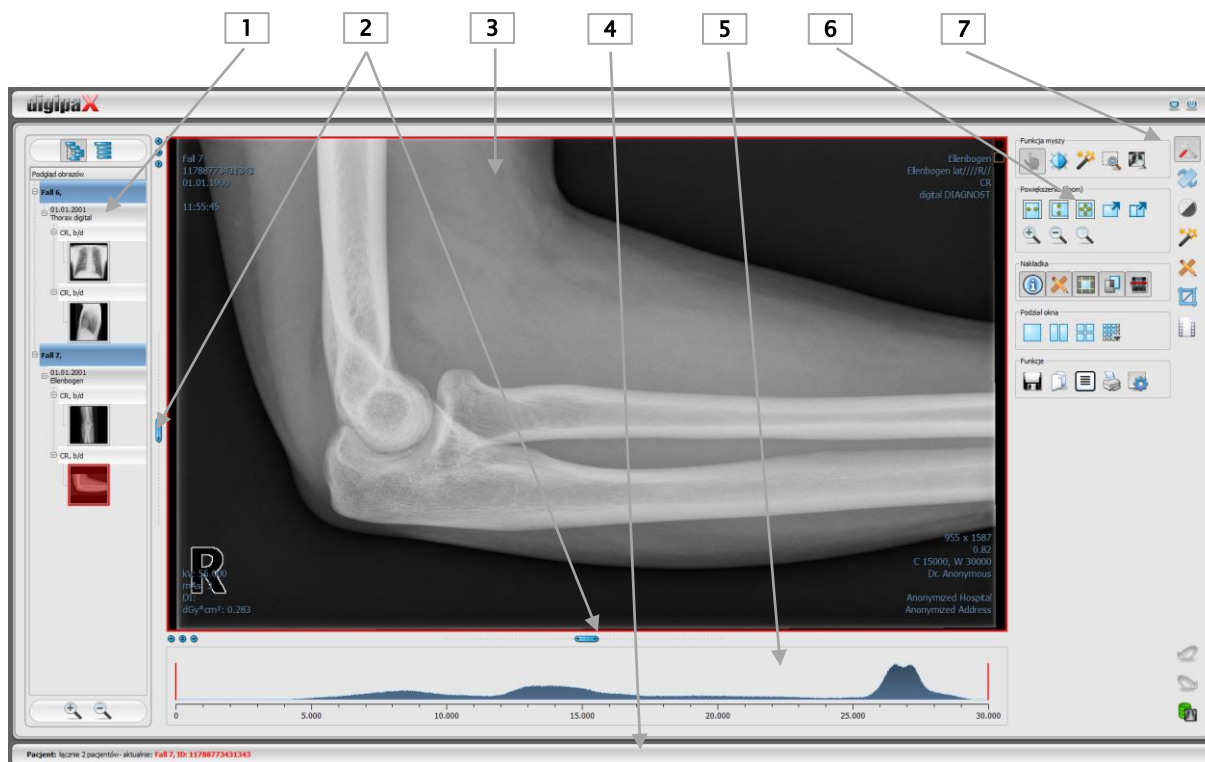 1 2 3 4 5 6 7
digipaX
Podgląd obrazów
Fall 6,
01.01.2001
Thorax digital
CR, b/d
CR, b/d
Fall 7,
01.01.2001
Ellenbogen
CR, b/d
CR, b/d
Fall 7
11788773431343
01.01.1900
11:55:45
Ellenbogen
Ellenbogen lat////R//
CR
digital DIAGNOST
R
dGy*cm²: 0.283
955 x 1587
0.82
C 15000, W 30000
Dr. Anonymous
Anonymized Hospital
Anonymized Address
0 5.000 10.000 15.000 20.000 25.000 30.000
Funkcja myszy
Powiększenie (zoom)
Nakładka
Podział okna
Funkcje
Pacjent: łącznie 2 pacjentów- aktualnie: Fall 7, ID: 11788773431343